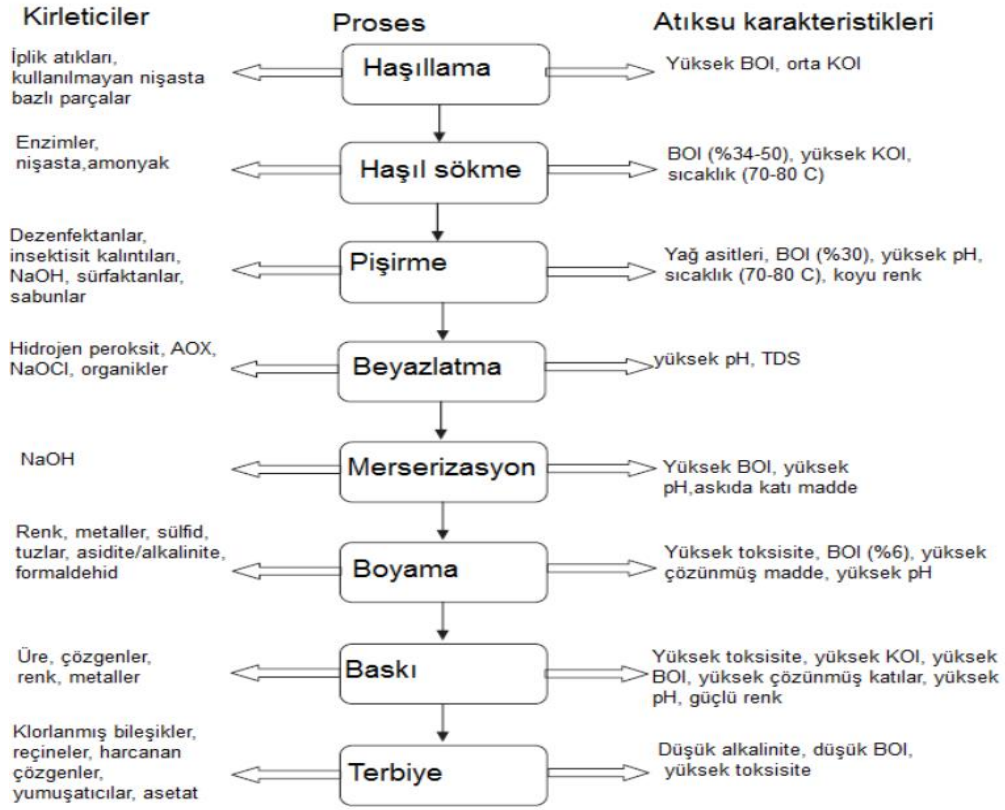 Kirleticiler
Proses
Atıksu karakteristikleri
İplik atıkları,
kullanılmayan nişasta
bazlı parçalar
Haşıllama
Yüksek BOI, orta KOI
Enzimler,
nişasta,amonyak
Haşıl sökme
BOI (%34-50), yüksek KOI,
sıcaklık (70-80 C)
Dezenfektanlar,
insektisit kalıntıları,
NaOH, sürfaktanlar,
sabunlar
Pişirme
Yağ asitleri, BOI (%30), yüksek pH,
sıcaklık (70-80 C), koyu renk
Hidrojen peroksit, AOX,
NaOCl, organikler
Beyazlatma
yüksek pH, TDS
NaOH
Merserizasyon
Yüksek BOI, yüksek
pH,askıda katı madde
Renk, metaller, sülfid,
tuzlar, asidite/alkalinite,
formaldehid
Boyama
Yüksek toksisite, BOI (%6), yüksek
çözünmüş madde, yüksek pH
Üre, çözgenler,
renk, metaller
Baskı
Yüksek toksisite, yüksek KOI, yüksek
BOI, yüksek çözünmüş katılar, yüksek
pH, güçlü renk
Klorlanmış bileşikler,
reçineler, harcanan
çözgenler,
yumuşatıcılar, asetat
Terbiye
Düşük alkalinite, düşük BOI,
yüksek toksisite